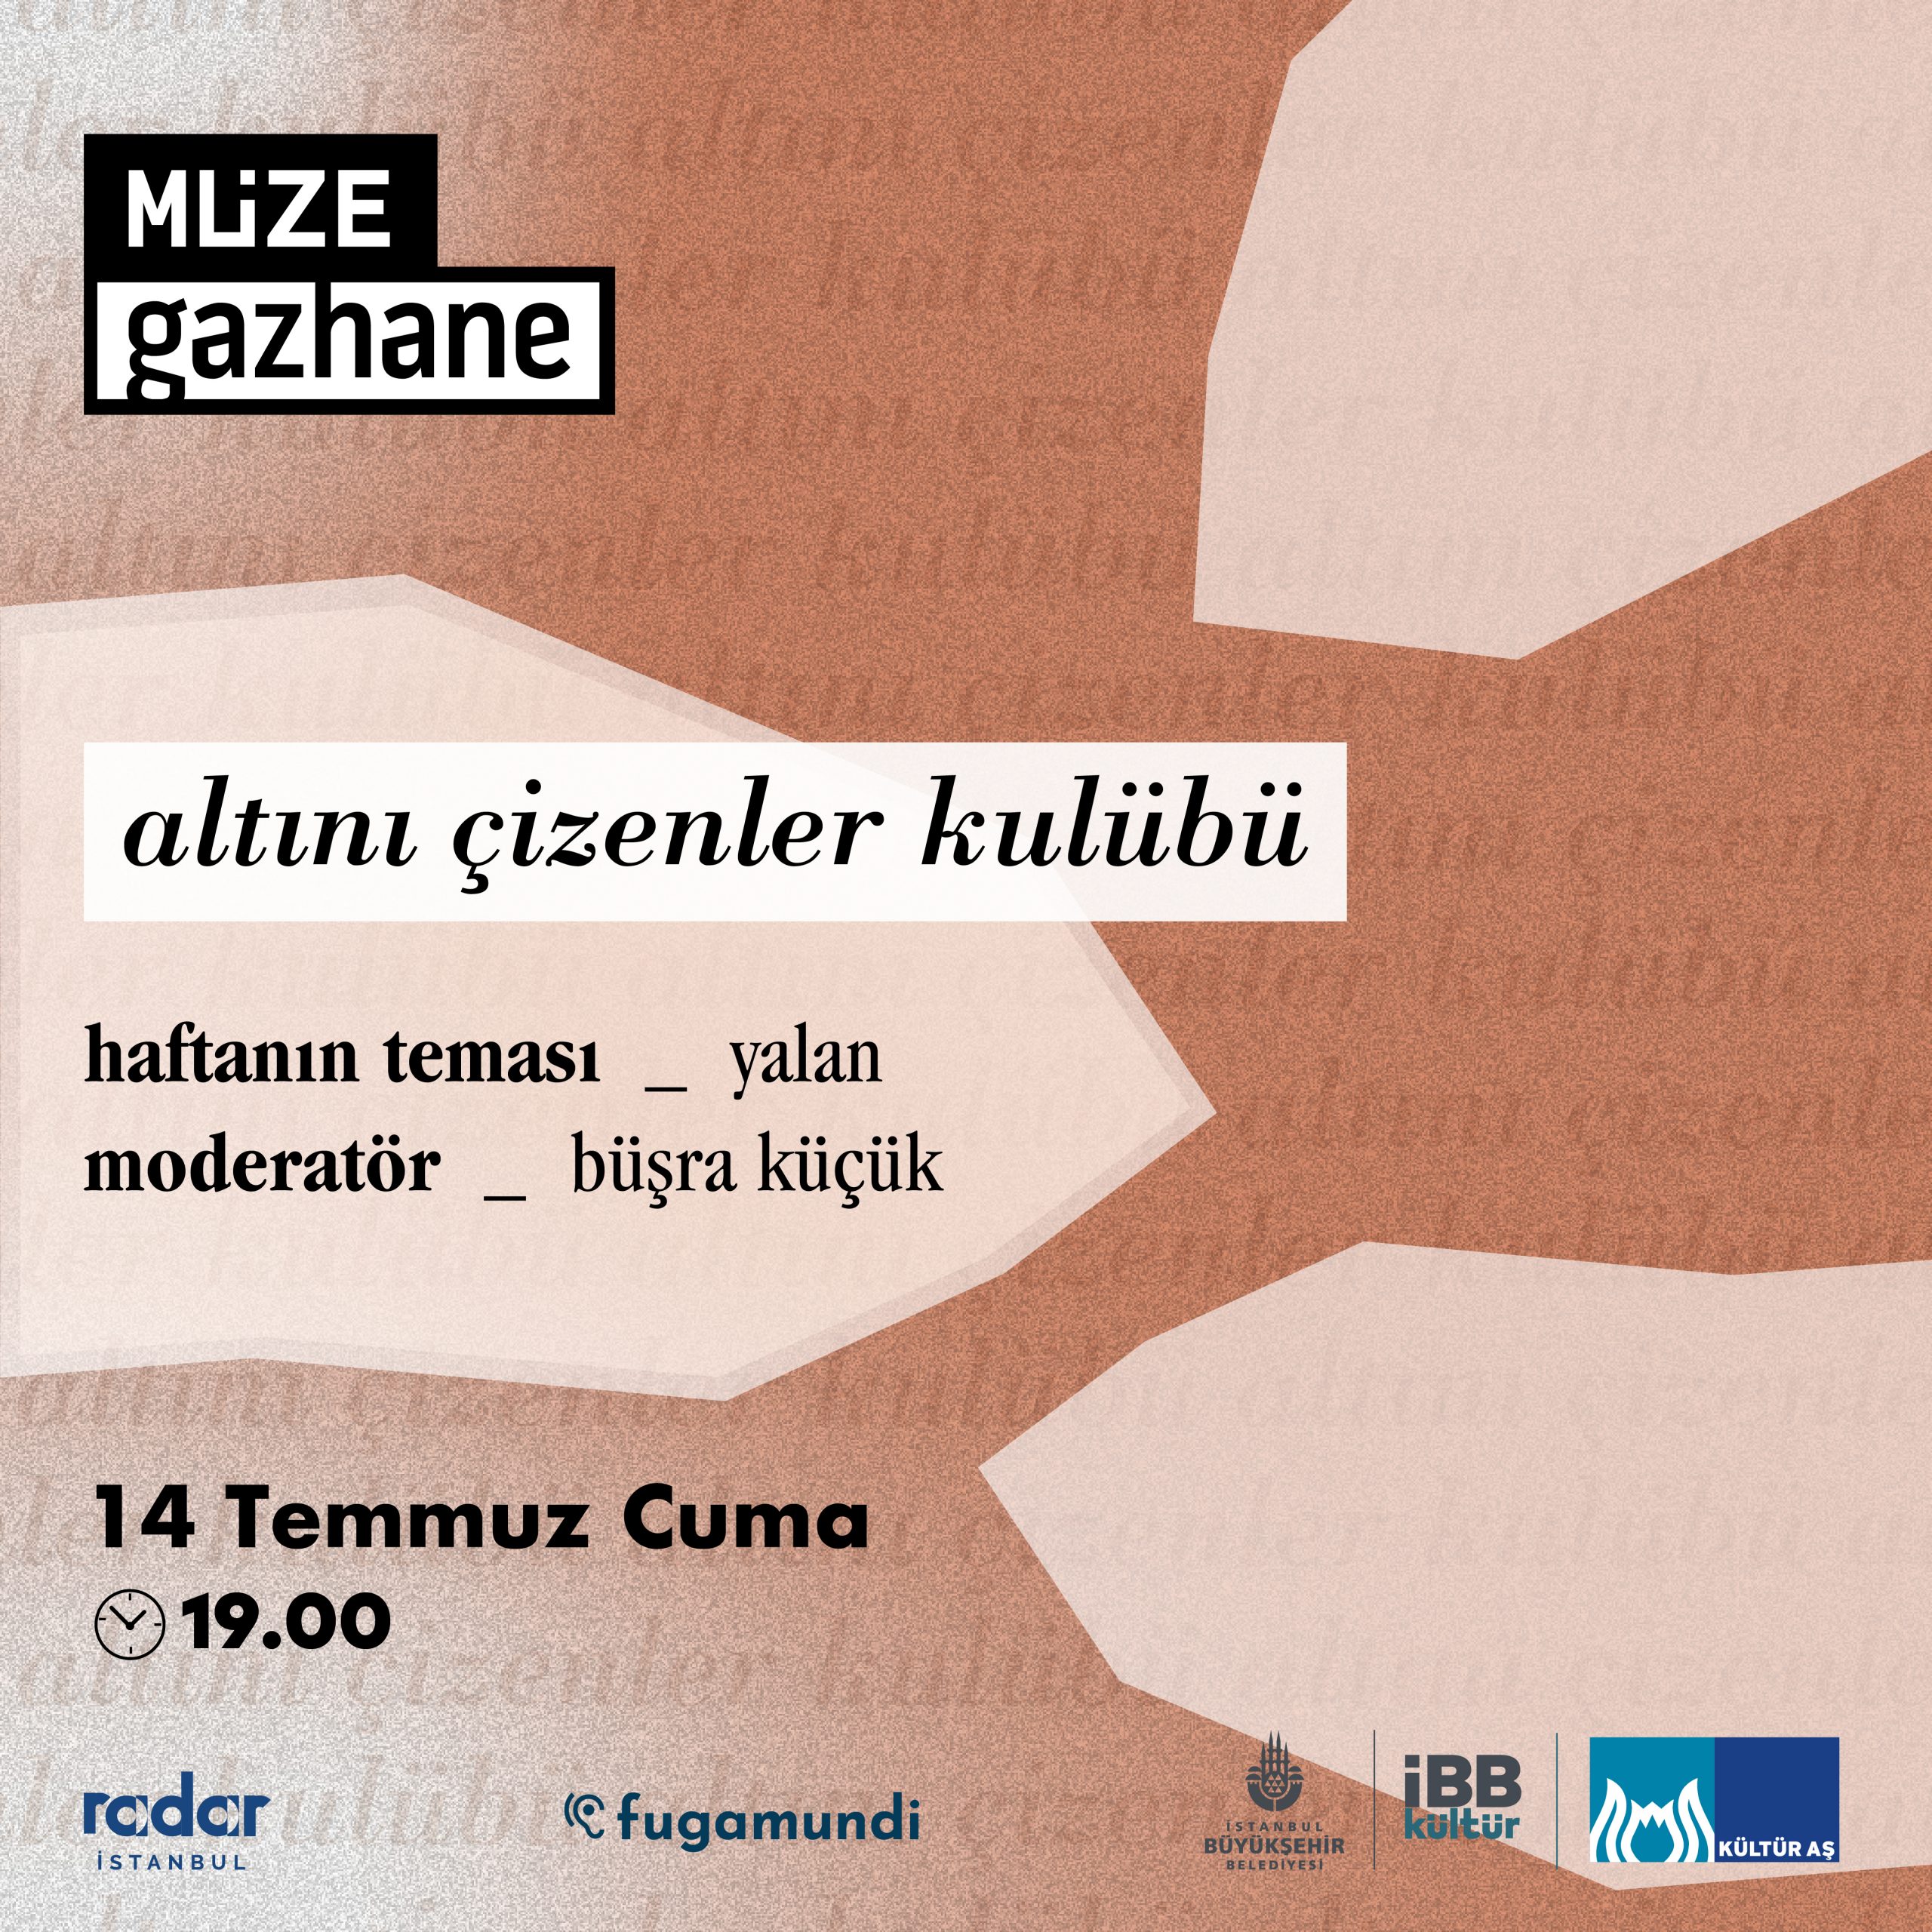 MÜZE
gazhane
altını çizenler kulübü
haftanın teması _ yalan
moderatör _ büşra küçük
14 Temmuz Cuma
19.00
radar
İSTANBUL
fugamundi
İSTANBUL
BÜYÜKŞEHİR
BELEDİYESİ
iBB
kültür
KÜLTÜR AŞ